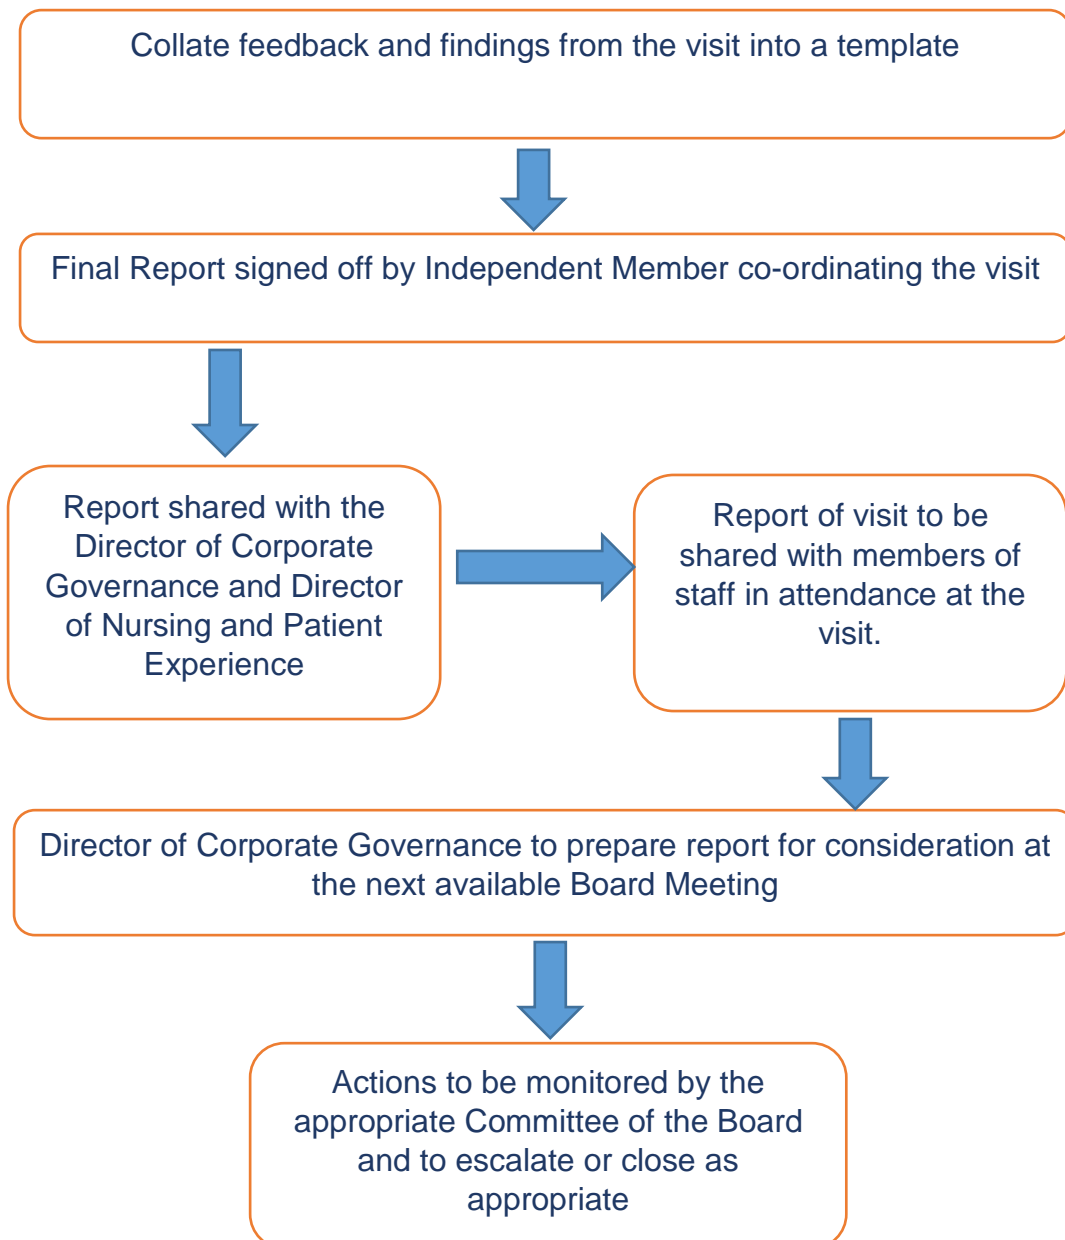 Collate feedback and findings from the visit into a template
Final Report signed off by Independent Member co-ordinating the visit
Report shared with the
Director of Corporate
Governance and Director
of Nursing and Patient
Experience
Report of visit to be
shared with members of
staff in attendance at the
visit.
Director of Corporate Governance to prepare report for consideration at
the next available Board Meeting
Actions to be monitored by the
appropriate Committee of the Board
and to escalate or close as
appropriate